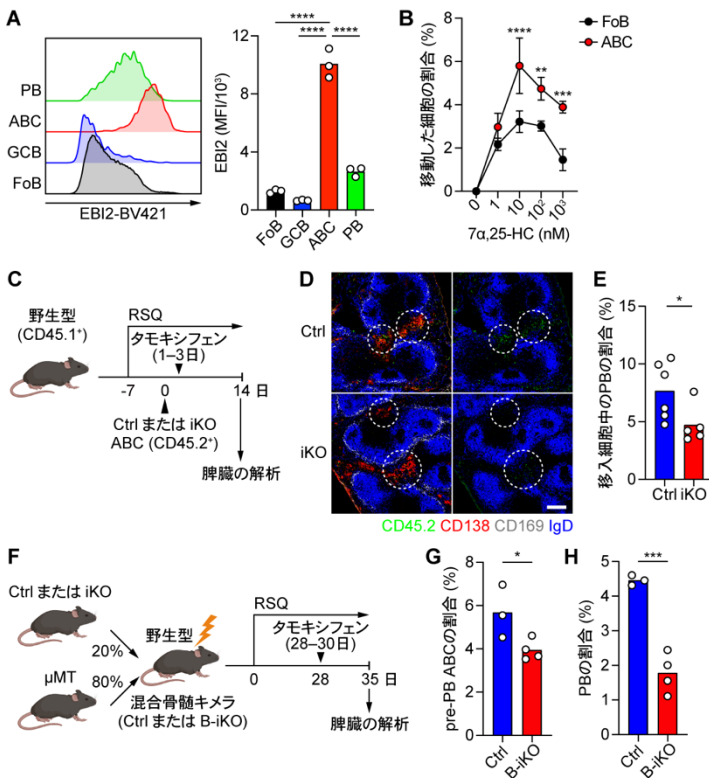 A
PB
ABC
GCB
FoB
EBI2-BV421
EBI2 (MFI/10³)
12
8
4
0
****
**** ****
FoB
GCB
ABC
PB
B
FoB
ABC
移動した細胞の割合 (%)
8
6
4
2
0
****
**
***
0
1
10
10²
10³
7α,25-HC (nM)
C
野生型
(CD45.1⁺)
RSQ
タモキシフェン
(1–3日)
-7
0
14 日
Ctrl または iKO
ABC (CD45.2⁺)
脾臓の解析
D
Ctrl
iKO
CD45.2 CD138 CD169 IgD
E
移入細胞中のPBの割合 (%)
15
10
5
0
*
Ctrl iKO
F
Ctrl または iKO
20%
μMT
80%
野生型
混合骨髄キメラ
(Ctrl または B-iKO)
RSQ
タモキシフェン
(28–30日)
0
28
35 日
脾臓の解析
G
pre-PB ABCの割合 (%)
8
6
4
2
0
*
Ctrl
B-iKO
H
PBの割合 (%)
5
4
3
2
1
0
***
Ctrl
B-iKO